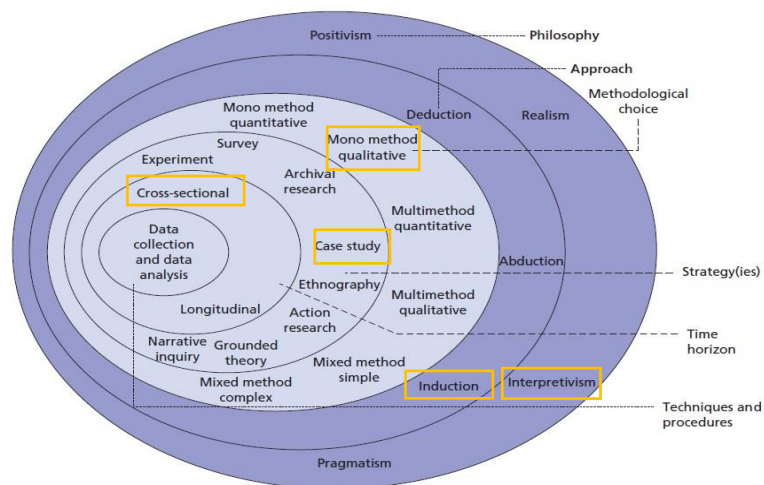 Positivism
Philosophy
Approach
Methodological
choice
Mono method
quantitative
Deduction
Realism
Survey
Mono method
qualitative
Experiment
Archival
research
Cross-sectional
Multimethod
quantitative
Data
collection
and data
analysis
Case study
Abduction
Strategy(ies)
Ethnography
Longitudinal
Multimethod
qualitative
Action
research
Time
horizon
Narrative
inquiry
Grounded
theory
Mixed method
simple
Mixed method
complex
Induction
Interpretivism
Techniques and
procedures
Pragmatism